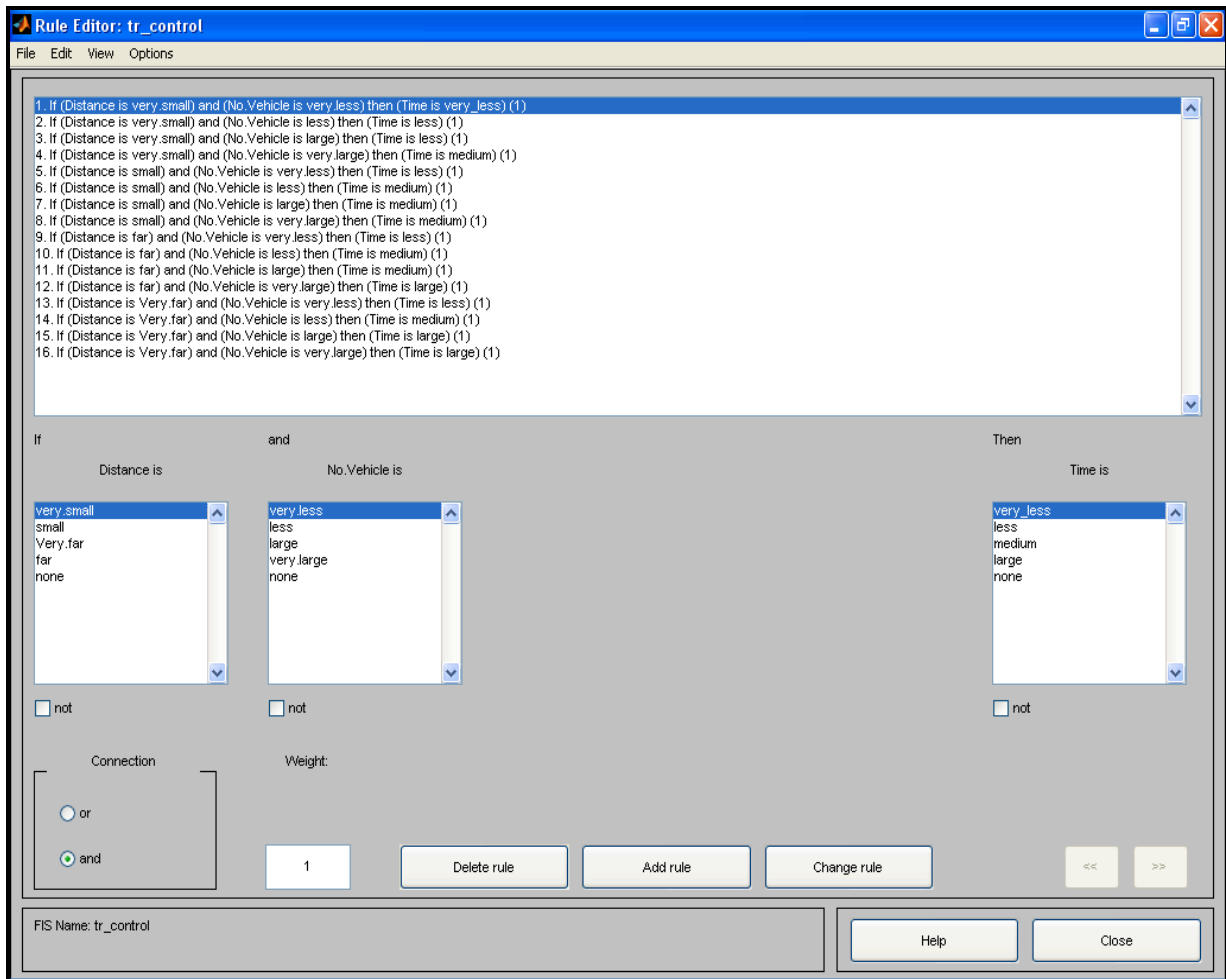 Rule Editor: tr_control
File Edit View Options
1. If (Distance is very.small) and (No.Vehicle is very.less) then (Time is very_less) (1)
2. If (Distance is very.small) and (No.Vehicle is less) then (Time is less) (1)
3. If (Distance is very.small) and (No.Vehicle is large) then (Time is less) (1)
4. If (Distance is very.small) and (No.Vehicle is very.large) then (Time is medium) (1)
5. If (Distance is small) and (No.Vehicle is very.less) then (Time is less) (1)
6. If (Distance is small) and (No.Vehicle is less) then (Time is medium) (1)
7. If (Distance is small) and (No.Vehicle is large) then (Time is medium) (1)
8. If (Distance is small) and (No.Vehicle is very.large) then (Time is medium) (1)
9. If (Distance is far) and (No.Vehicle is very.less) then (Time is less) (1)
10. If (Distance is far) and (No.Vehicle is less) then (Time is medium) (1)
11. If (Distance is far) and (No.Vehicle is large) then (Time is medium) (1)
12. If (Distance is far) and (No.Vehicle is very.large) then (Time is large) (1)
13. If (Distance is Very.far) and (No.Vehicle is very.less) then (Time is less) (1)
14. If (Distance is Very.far) and (No.Vehicle is less) then (Time is medium) (1)
15. If (Distance is Very.far) and (No.Vehicle is large) then (Time is large) (1)
16. If (Distance is Very.far) and (No.Vehicle is very.large) then (Time is large) (1)
If and Then
Distance is No.Vehicle is Time is
very.small very.less very_less
small less less
Very.far large medium
far very.large large
none none none
not not not
Connection Weight:
or
and 1 Delete rule Add rule Change rule << >>
FIS Name: tr_control Help Close